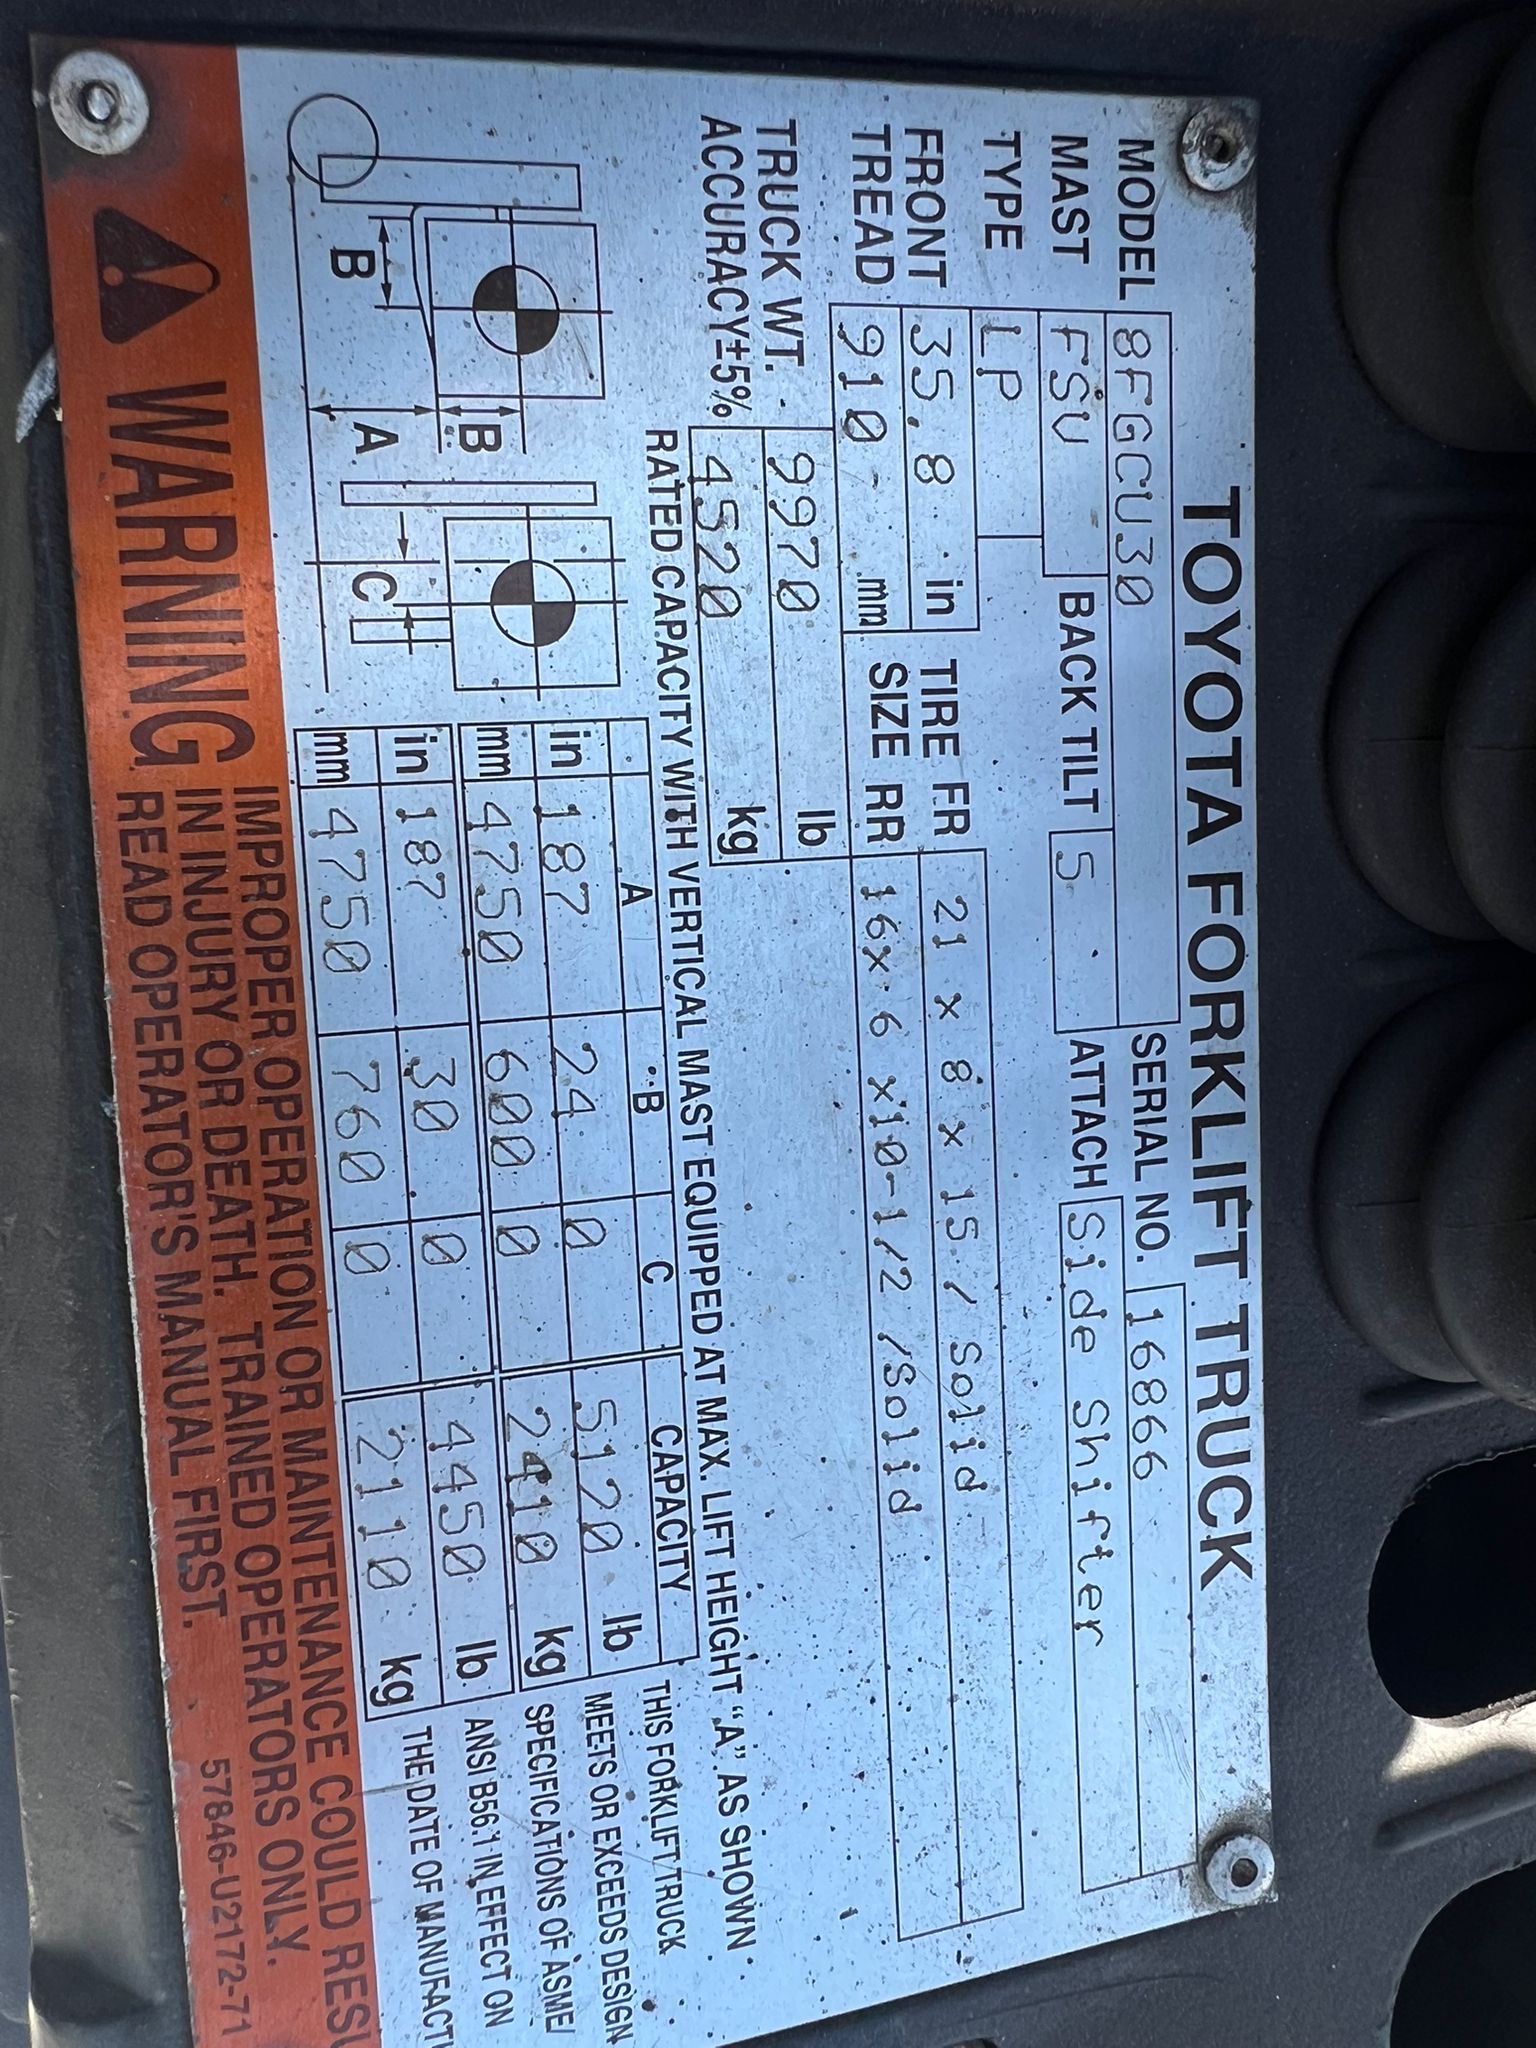 TOYOTA FORKLIFT TRUCK
MODEL 8FGCU30 SERIAL NO. 16866
MAST FSV BACK TILT 5 ATTACH Side Shifter
TYPE LP
FRONT 35.8 in TIRE FR 21 x 8 x 15 / Solid
TREAD 910 mm SIZE RR 16x 6 x10-1/2 /Solid
TRUCK WT. 9970 lb
ACCURACY±5% 4520 kg
RATED CAPACITY WITH VERTICAL MAST EQUIPPED AT MAX. LIFT HEIGHT "A" AS SHOWN
A B C CAPACITY
in 187 24 0 5120 lb
mm 4750 600 0 2410 kg
in 187 30 0 4450 lb
mm 4750 760 0 2110 kg
B B A C
THIS FORKLIFT TRUCK
MEETS OR EXCEEDS DESIGN
SPECIFICATIONS OF ASME/
ANSI B56.1 IN EFFECT ON
THE DATE OF MANUFACT
WARNING
IMPROPER OPERATION OR MAINTENANCE COULD RESU
IN INJURY OR DEATH. TRAINED OPERATORS ONLY.
READ OPERATOR'S MANUAL FIRST.
57846-U2172-71